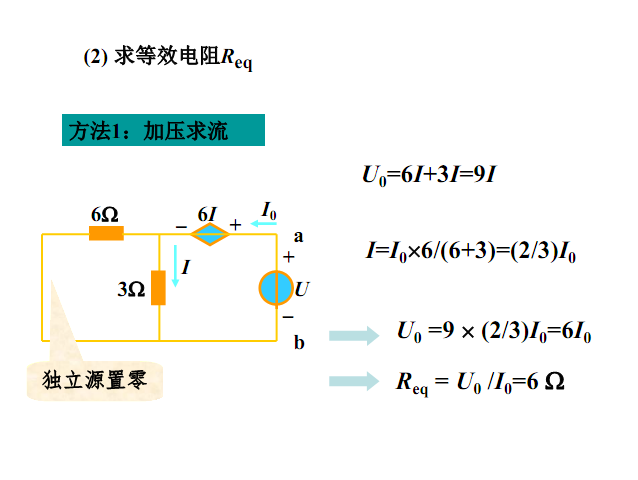 (2) 求等效电阻Req
方法1：加压求流
U0=6I+3I=9I
6Ω
− 6I +
I0
a
I=I0×6/(6+3)=(2/3)I0
I
+
3Ω
U
−
b
U0 =9 × (2/3)I0=6I0
独立源置零
Req = U0 /I0=6 Ω